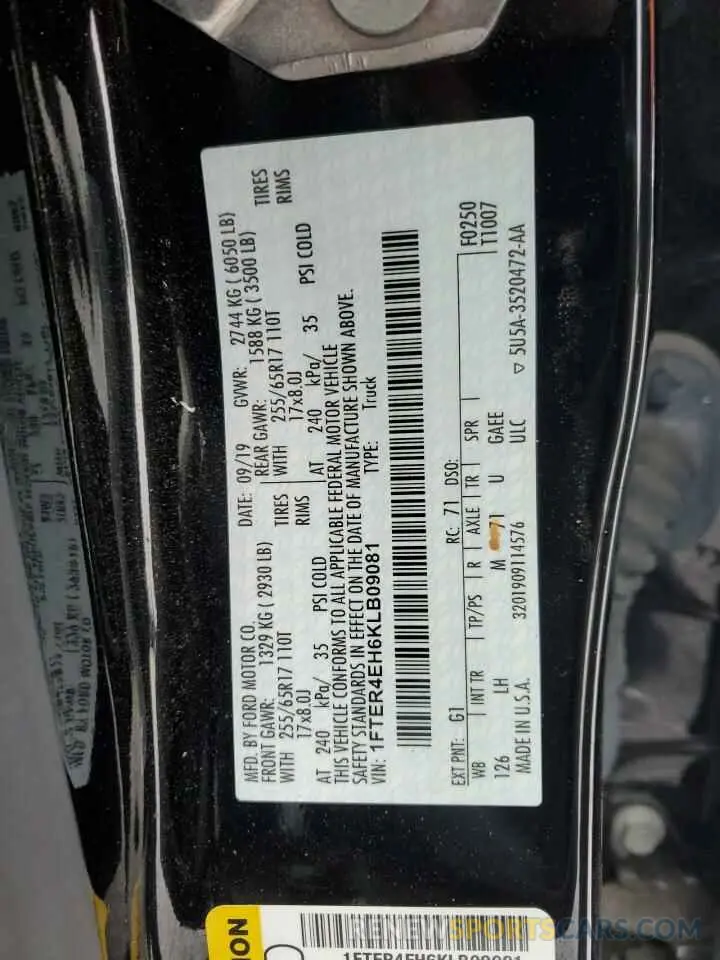 MFD. BY FORD MOTOR CO. DATE: 09/19 GVWR: 2744 KG ( 6050 LB)
FRONT GAWR: 1329 KG ( 2930 LB) REAR GAWR: 1588 KG ( 3500 LB)
WITH 255/65R17 110T TIRES WITH 255/65R17 110T TIRES
17x8.0J RIMS 17x8.0J RIMS
AT 240 kPa/ 35 PSI COLD AT 240 kPa/ 35 PSI COLD
THIS VEHICLE CONFORMS TO ALL APPLICABLE FEDERAL MOTOR VEHICLE
SAFETY STANDARDS IN EFFECT ON THE DATE OF MANUFACTURE SHOWN ABOVE.
VIN: 1FTER4EH6KLB09081 TYPE: Truck
EXT PNT: G1 RC: 71 DSO: F0250
WB INT TR TP/PS R AXLE TR SPR T1007
126 LH M 71 U GAEE
MADE IN U.S.A. 3201909114576 ULC ▽ 5U5A-3520472-AA
ION
1FTER4EH6KLB09081
RENEWSPORTSCARS.COM